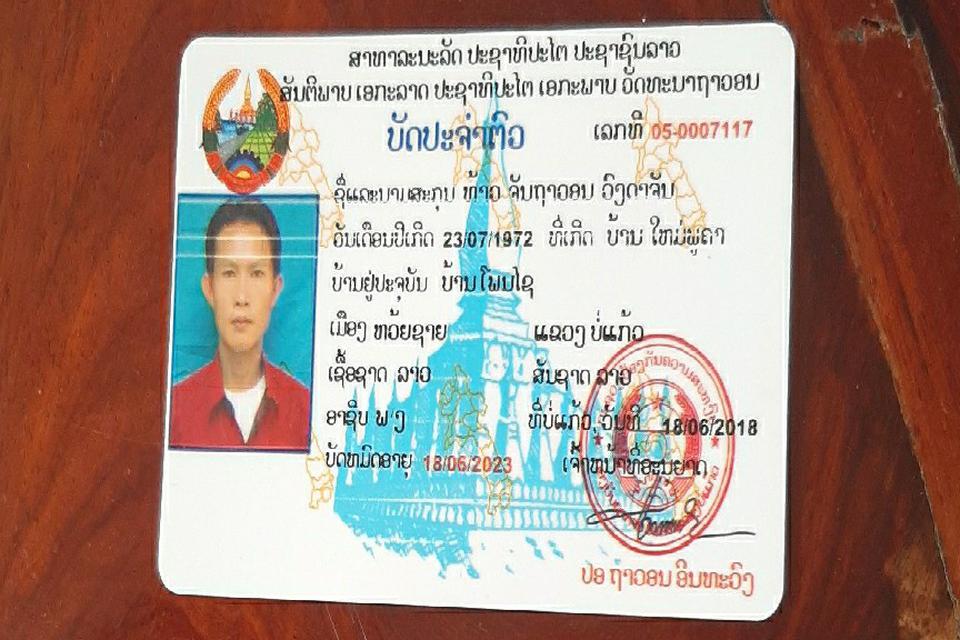 ສາທາລະນະລັດ ປະຊາທິປະໄຕ ປະຊາຊົນລາວ
ສັນຕິພາບ ເອກະລາດ ປະຊາທິປະໄຕ ເອກະພາບ ວັດທະນາຖາວອນ
ບັດປະຈຳຕົວ ເລກທີ 05-0007117
ຊື່ແລະນາມສະກຸນ ທ້າວ ຈັນຖາວອນ ວົງດາຈັນ
ວັນເດືອນປີເກີດ 23/07/1972 ທີ່ເກີດ ບ້ານ ໃຫມ່ພູຄາ
ບ້ານຢູ່ປະຈຸບັນ ບ້ານໂພນໄຊ
ເມືອງ ຫວ້ຍຊາຍ ແຂວງ ບໍ່ແກ້ວ
ເຊື້ອຊາດ ລາວ ສັນຊາດ ລາວ
ອາຊີບ ພ ງ ທີ່ບໍ່ແກ້ວ, ວັນທີ 18/06/2018
ບັດຫມົດອາຍຸ 18/06/2023 ເຈົ້າຫນ້າທີ່ອະນຸຍາດ
ປອ ຖາວອນ ອິນທະວົງ